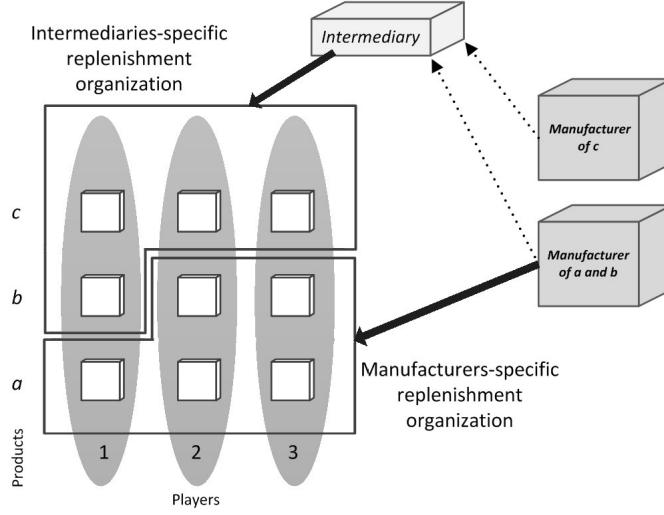 Intermediaries-specific
replenishment
organization
Intermediary
Manufacturer
of c
Manufacturer
of a and b
c
b
a
Manufacturers-specific
replenishment
organization
Products
1 2 3
Players